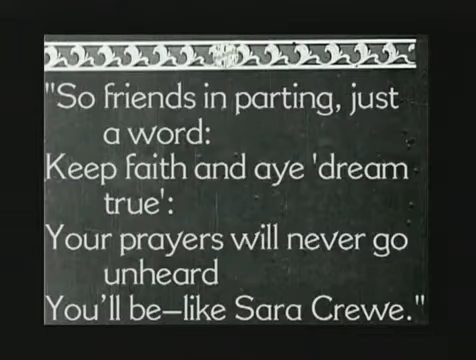 "So friends in parting, just
a word:
Keep faith and aye 'dream
true':
Your prayers will never go
unheard
You'll be—like Sara Crewe."